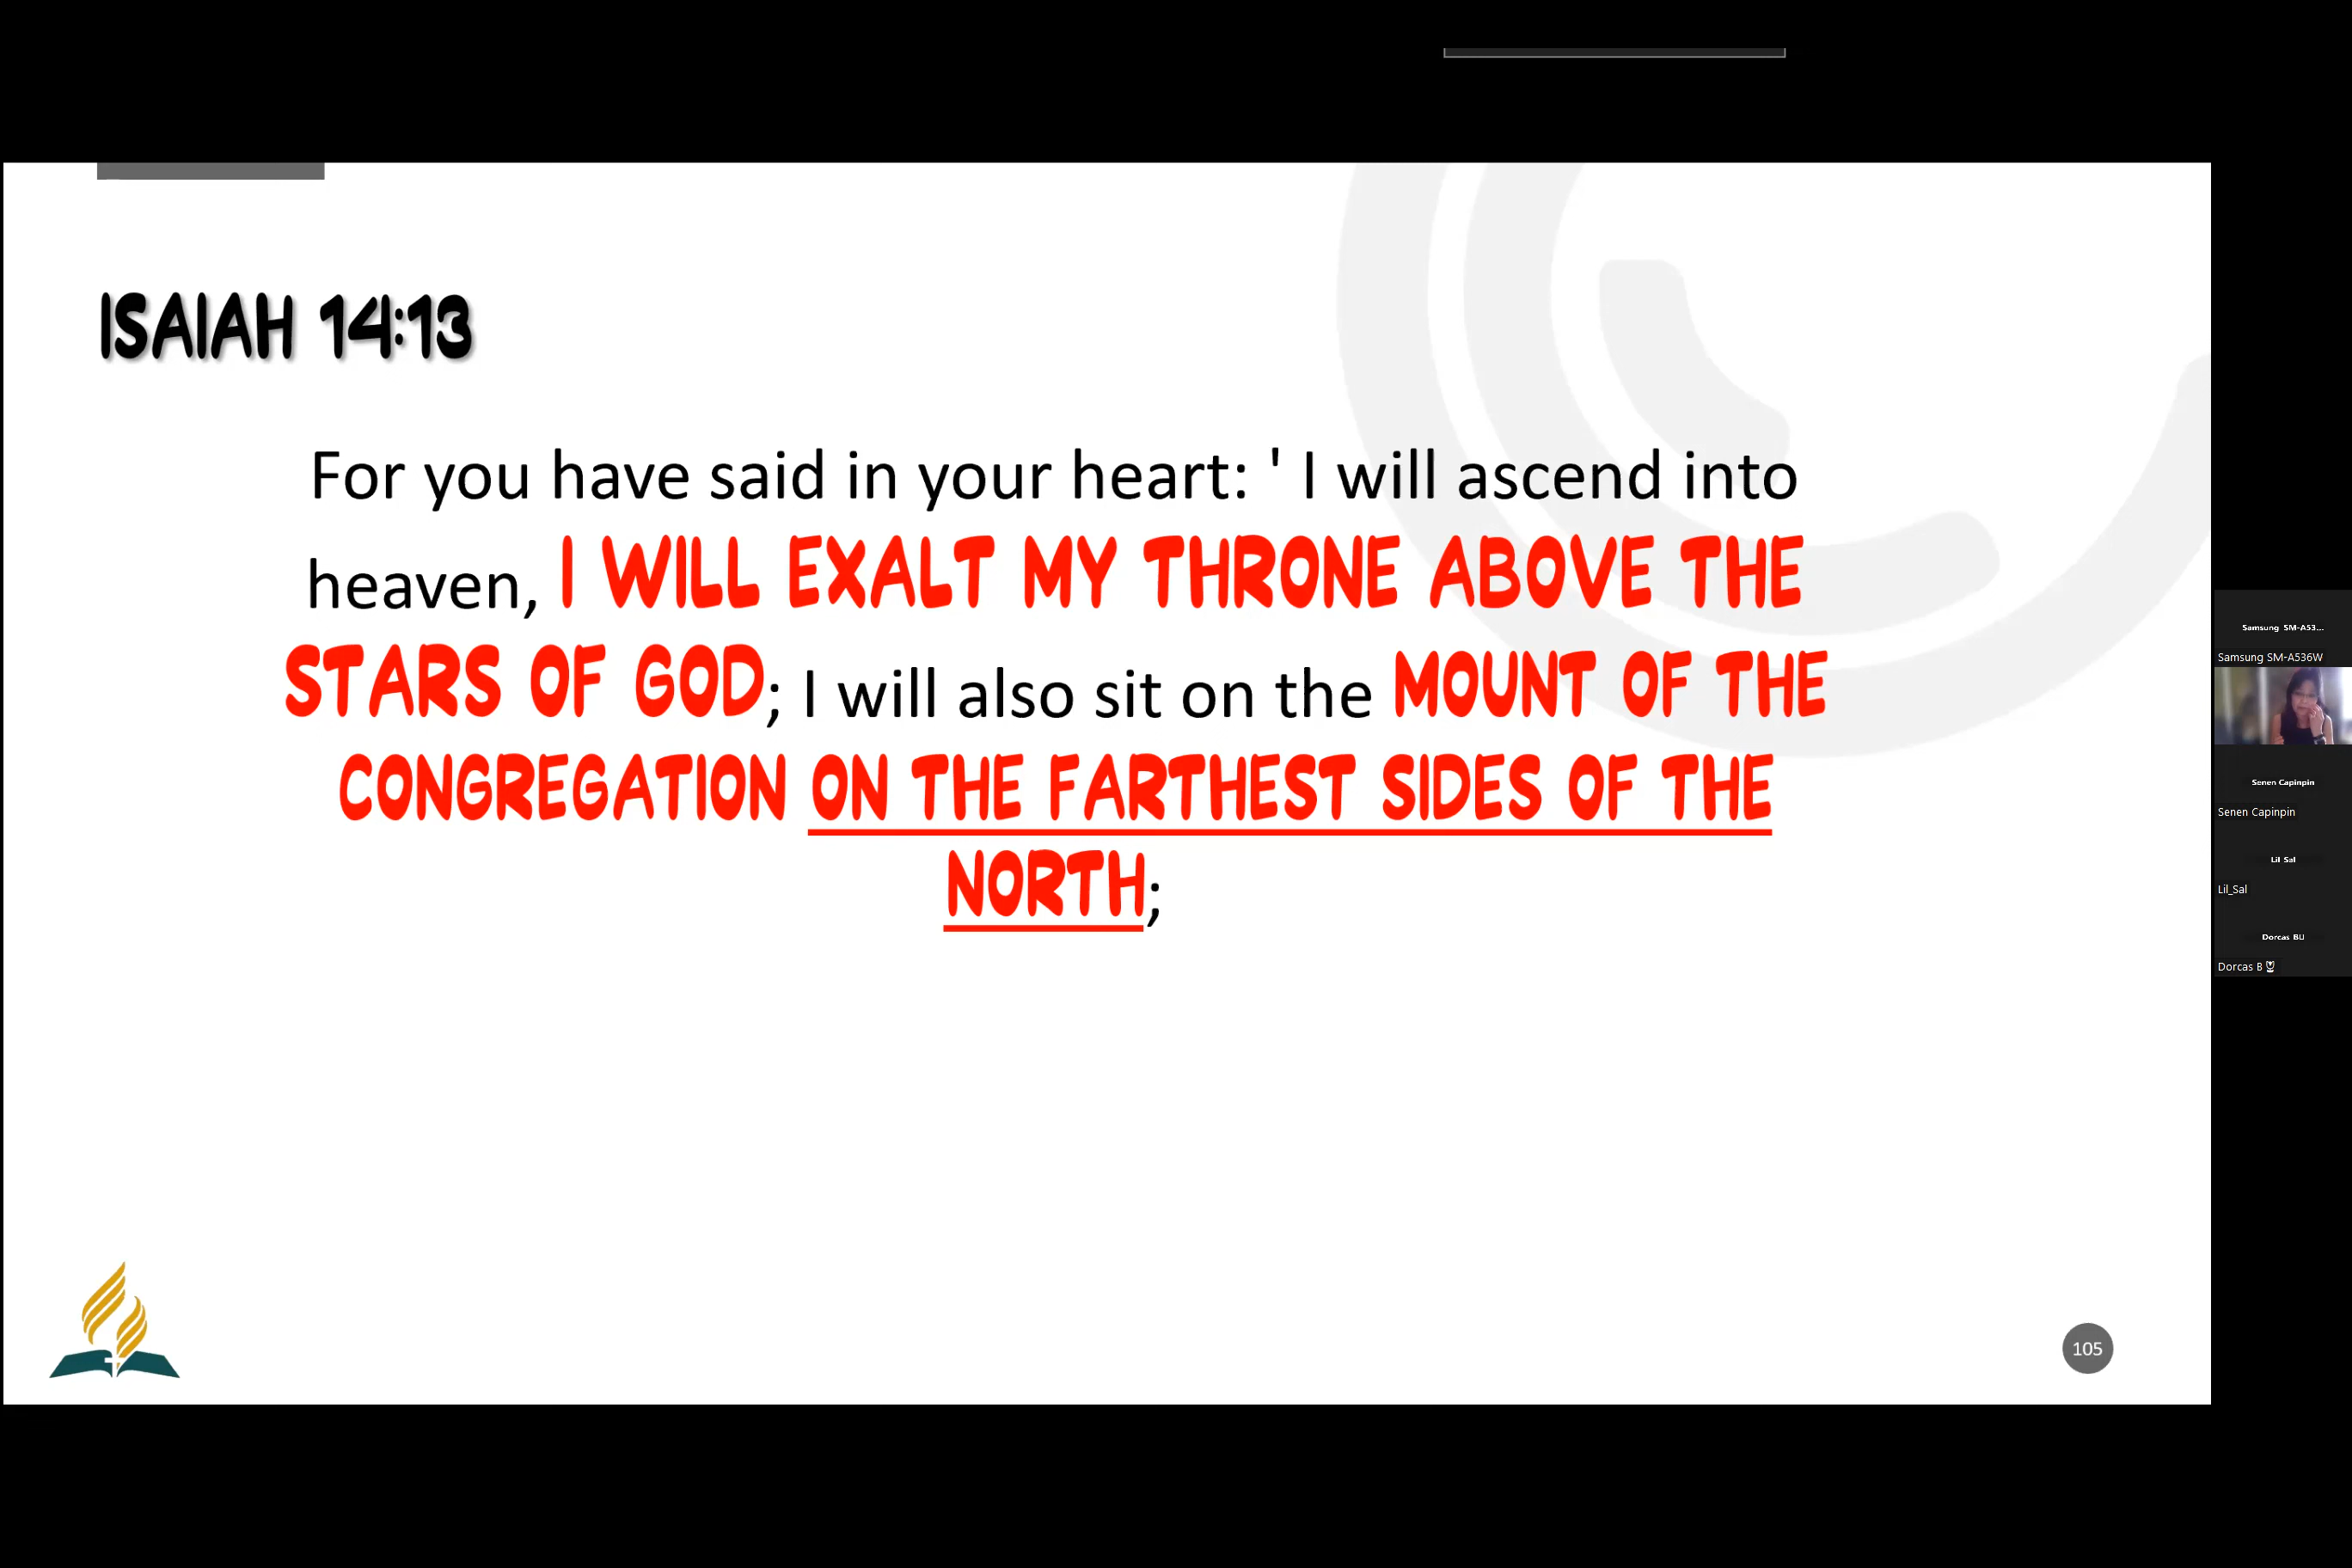 ISAIAH 14:13
For you have said in your heart: ' I will ascend into
heaven, I WILL EXALT MY THRONE ABOVE THE
STARS OF GOD; I will also sit on the MOUNT OF THE
CONGREGATION ON THE FARTHEST SIDES OF THE
NORTH;
105
Samsung SM-A53...
Samsung SM-A536W
Senen Capinpin
Senen Capinpin
Lil Sal
Lil_Sal
Dorcas BU
Dorcas B